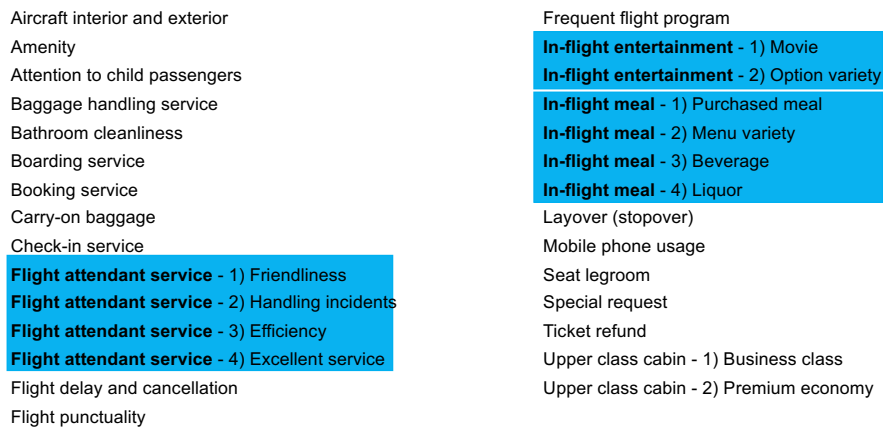 Aircraft interior and exterior
Amenity
Attention to child passengers
Baggage handling service
Bathroom cleanliness
Boarding service
Booking service
Carry-on baggage
Check-in service
Flight attendant service - 1) Friendliness
Flight attendant service - 2) Handling incidents
Flight attendant service - 3) Efficiency
Flight attendant service - 4) Excellent service
Flight delay and cancellation
Flight punctuality
Frequent flight program
In-flight entertainment - 1) Movie
In-flight entertainment - 2) Option variety
In-flight meal - 1) Purchased meal
In-flight meal - 2) Menu variety
In-flight meal - 3) Beverage
In-flight meal - 4) Liquor
Layover (stopover)
Mobile phone usage
Seat legroom
Special request
Ticket refund
Upper class cabin - 1) Business class
Upper class cabin - 2) Premium economy